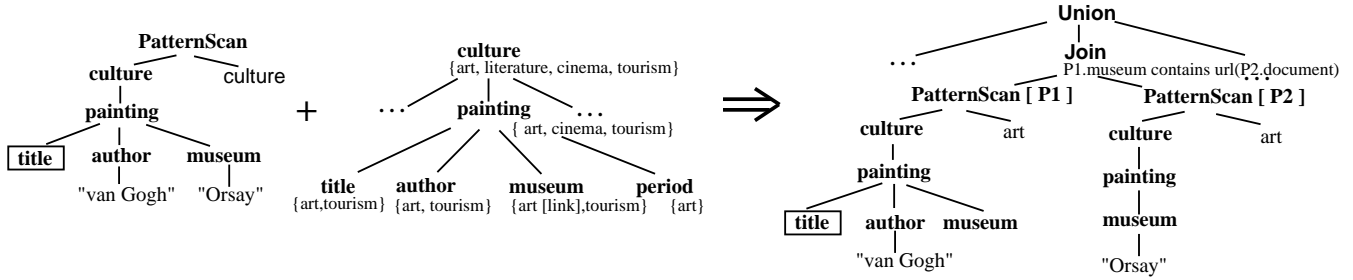 PatternScan
culture
culture
painting
title
author
museum
"van Gogh"
"Orsay"
+
culture
{art, literature, cinema, tourism}
...
painting
...
{ art, cinema, tourism}
title
author
museum
period
{art,tourism}
{art, tourism}
{art [link],tourism}
{art}
⇒
Union
...
Join
P1.museum contains url(P2.document)
...
PatternScan [ P1 ]
PatternScan [ P2 ]
culture
art
painting
title
author
museum
"van Gogh"
culture
art
painting
museum
"Orsay"